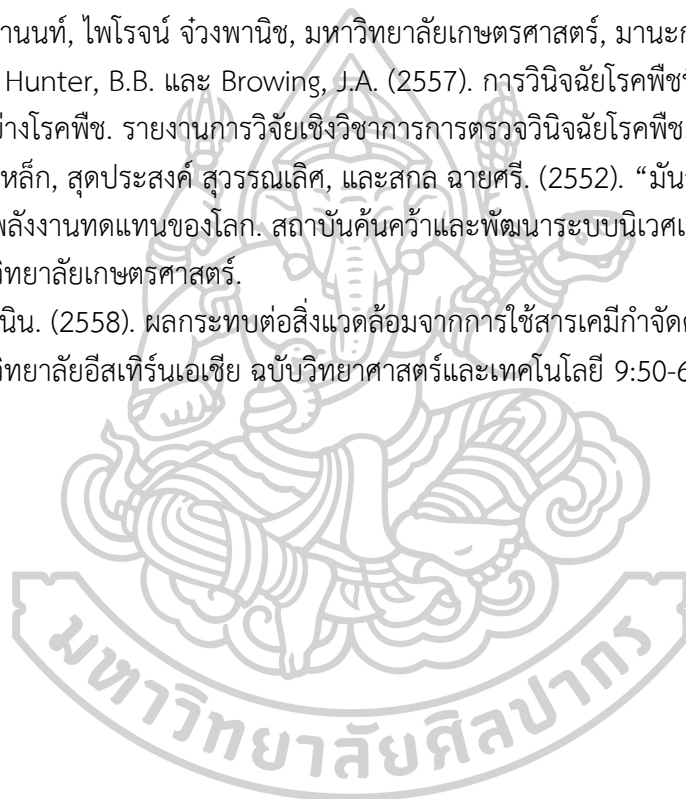 านนท์, ไพโรจน์ จ๋วงพานิช, มหาวิทยาลัยเกษตรศาสตร์, มานะก
Hunter, B.B. และ Browing, J.A. (2557). การวินิจฉัยโรคพืช
่างโรคพืช. รายงานการวิจัยเชิงวิชาการการตรวจวินิจฉัยโรคพืช.
หล็ก, สุดประสงค์ สุวรรณเลิศ, และสกล ฉายศรี. (2552). “มัน
พลังงานทดแทนของโลก. สถาบันค้นคว้าและพัฒนาระบบนิเวศเ
วิทยาลัยเกษตรศาสตร์.
นิน. (2558). ผลกระทบต่อสิ่งแวดล้อมจากการใช้สารเคมีกำจัด
วิทยาลัยอีสเทิร์นเอเชีย ฉบับวิทยาศาสตร์และเทคโนโลยี 9:50-6
มหาวิทยาลัยศิลปากร